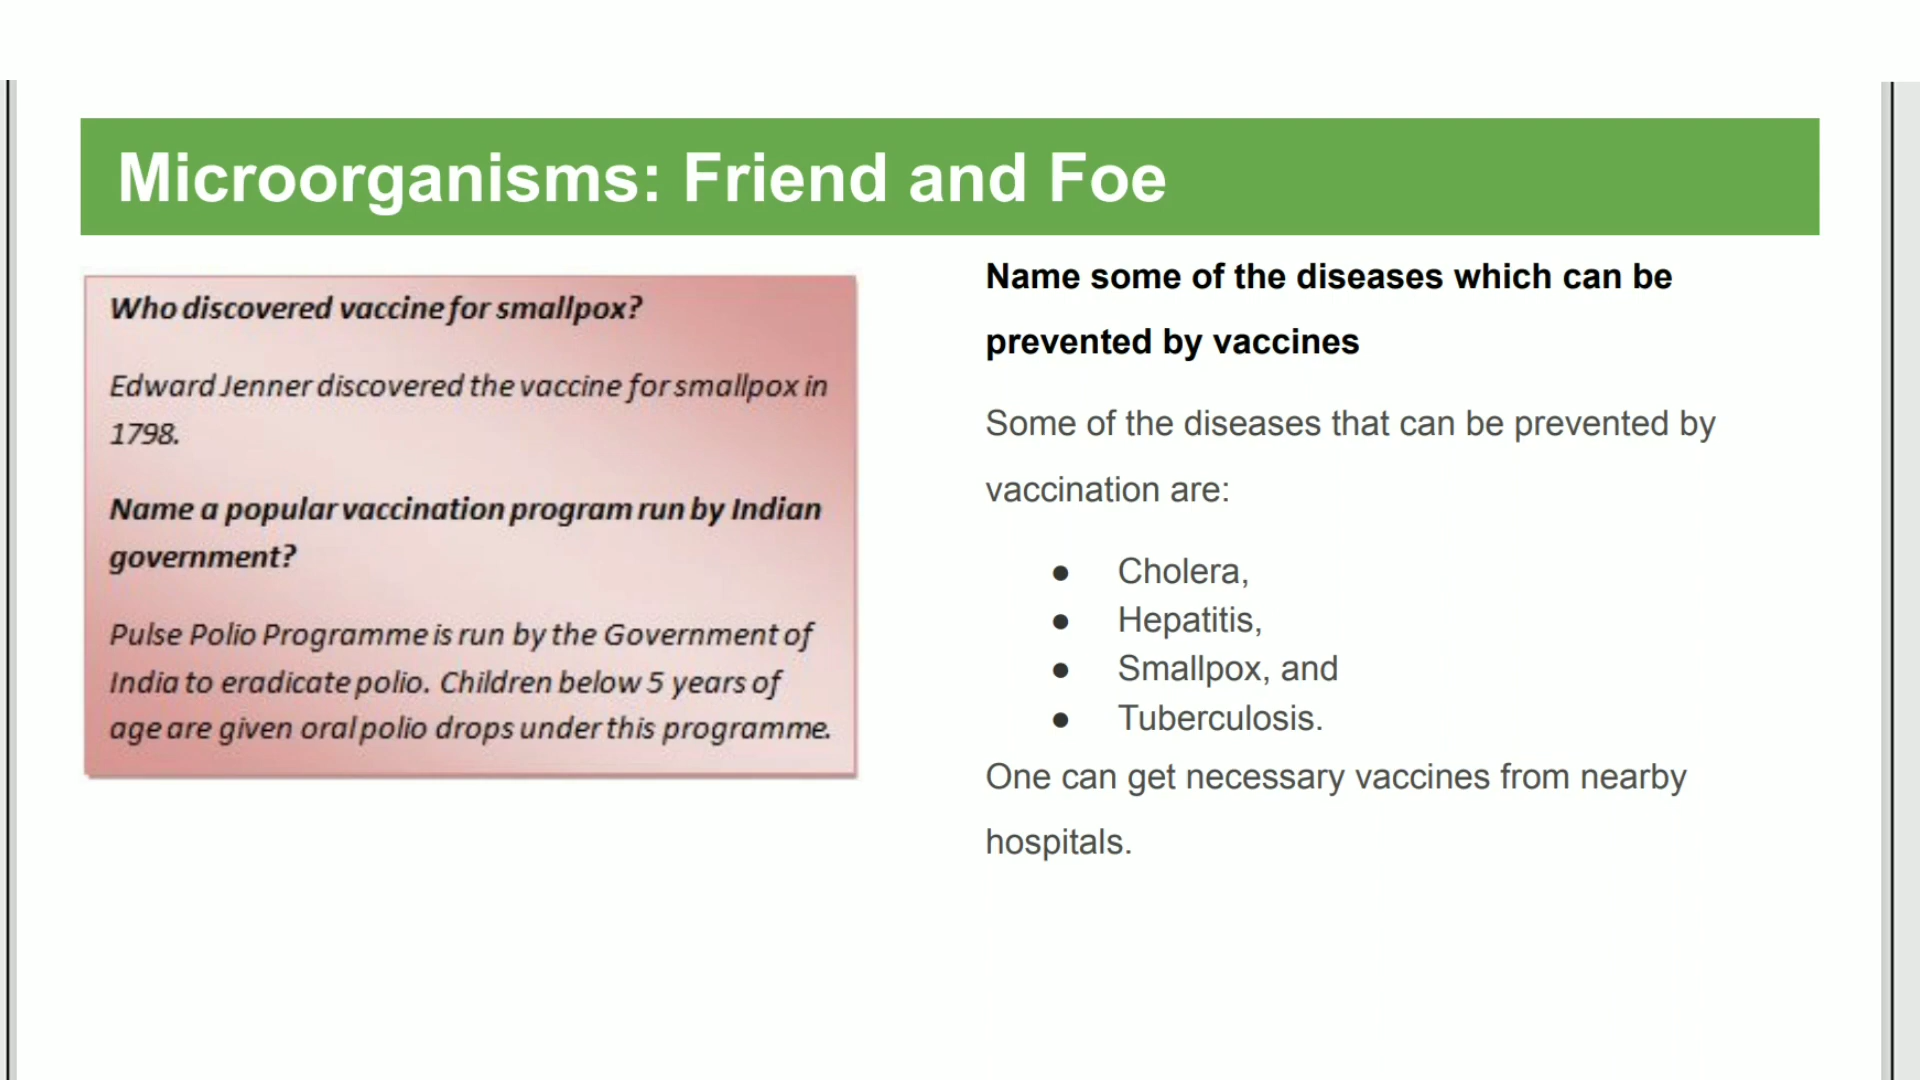 Microorganisms: Friend and Foe
Who discovered vaccine for smallpox?
Edward Jenner discovered the vaccine for smallpox in
1798.
Name a popular vaccination program run by Indian
government?
Pulse Polio Programme is run by the Government of
India to eradicate polio. Children below 5 years of
age are given oral polio drops under this programme.
Name some of the diseases which can be
prevented by vaccines
Some of the diseases that can be prevented by
vaccination are:
● Cholera,
● Hepatitis,
● Smallpox, and
● Tuberculosis.
One can get necessary vaccines from nearby
hospitals.